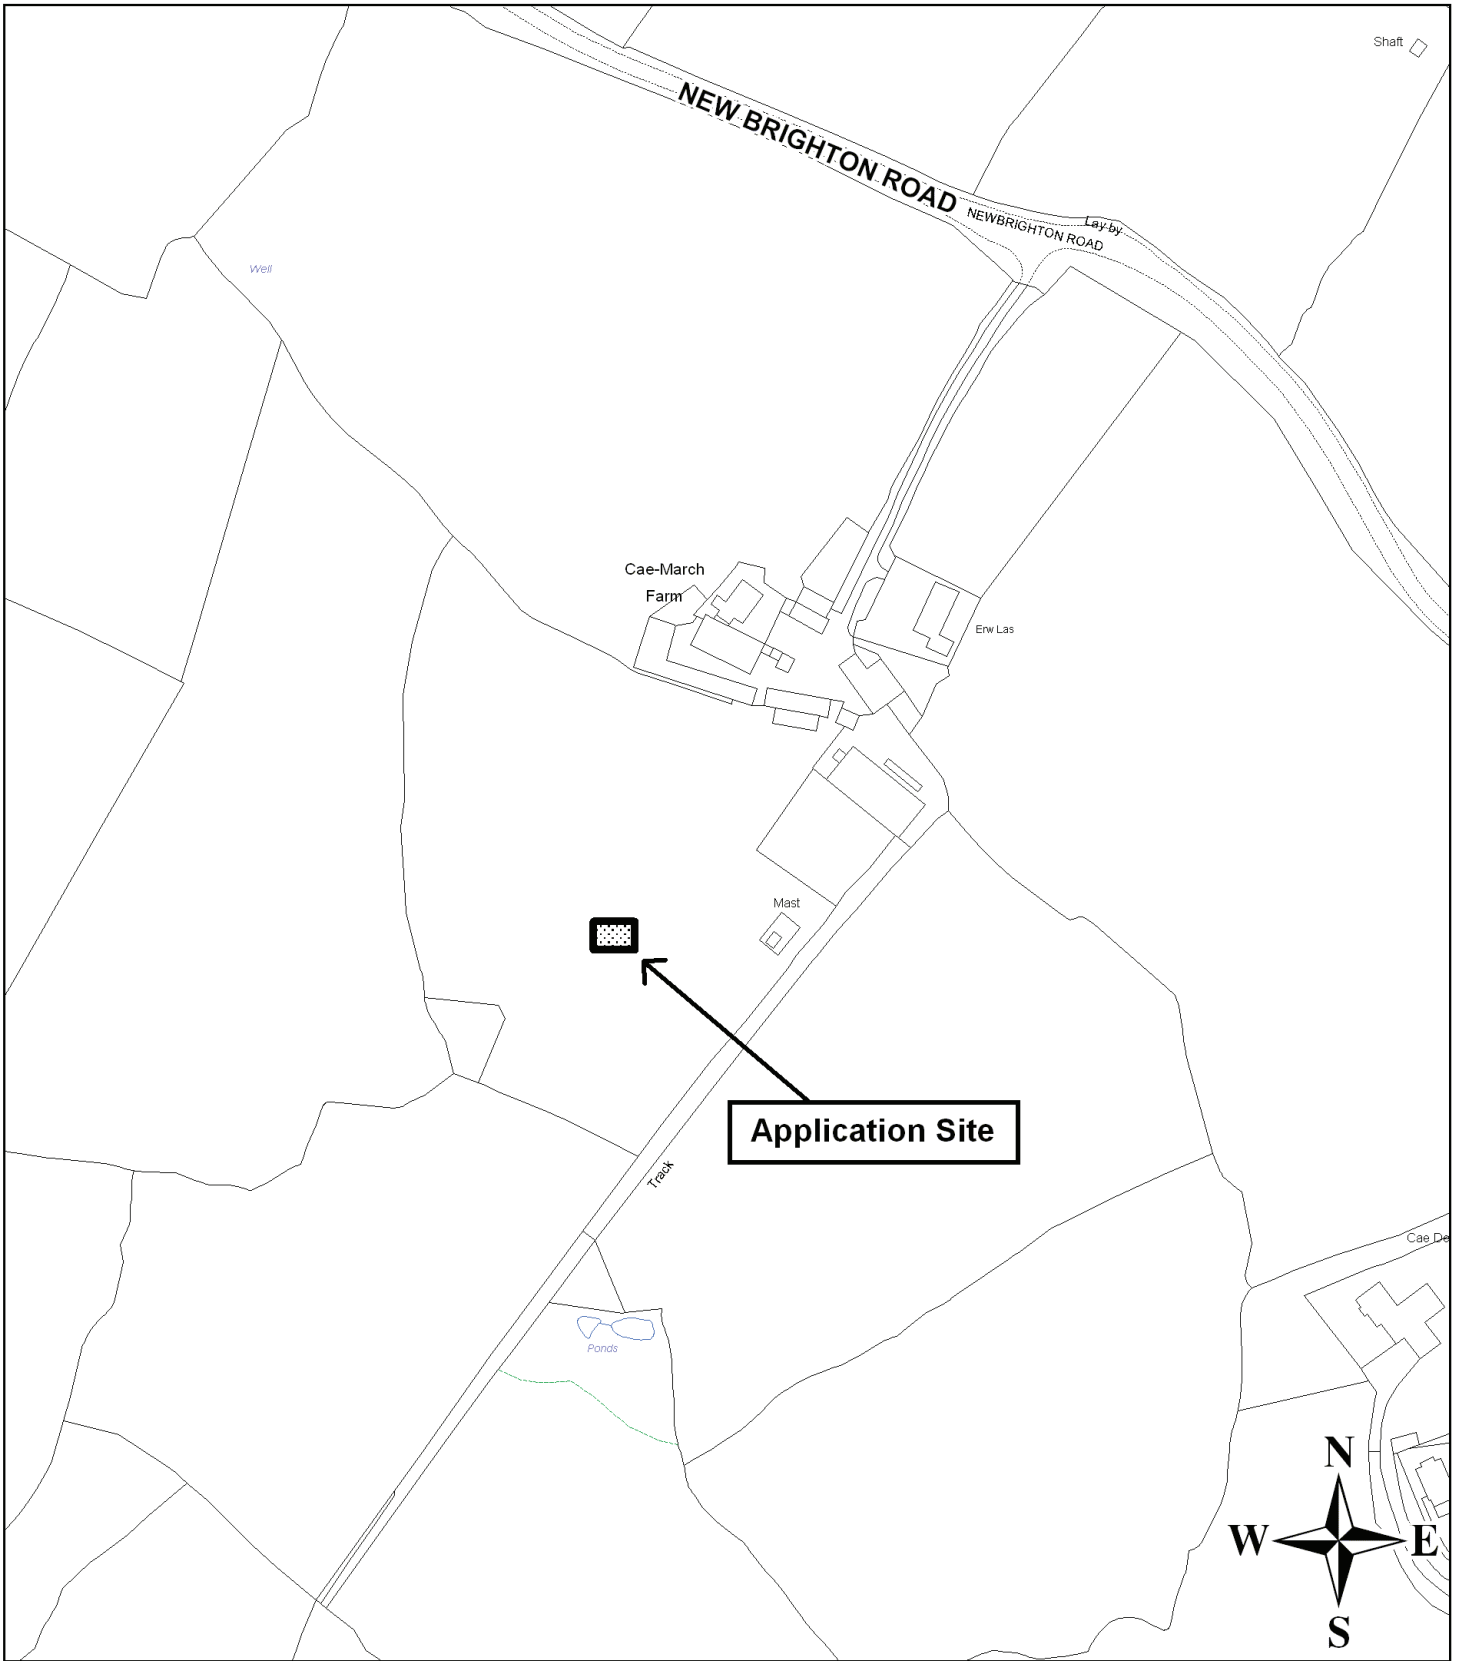 Shaft
NEW BRIGHTON ROAD
NEWBRIGHTON ROAD
Lay by
Well
Cae-March
Farm
Erw Las
Mast
Application Site
Track
Cae De
Ponds
N
W
E
S